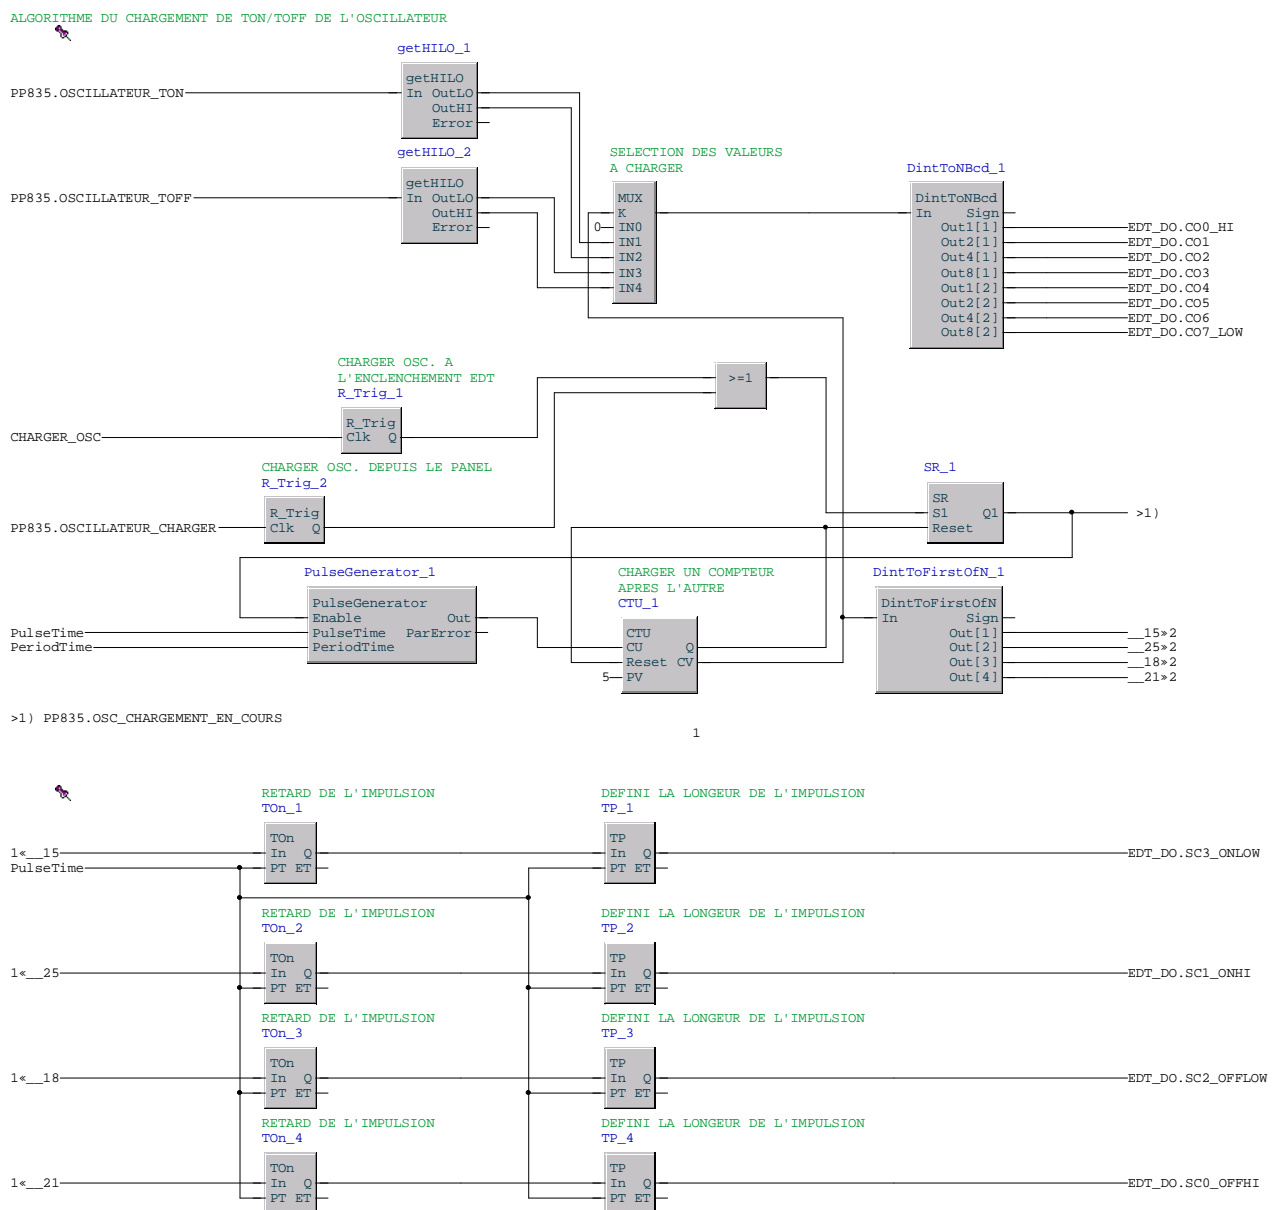 ALGORITHME DU CHARGEMENT DE TON/TOFF DE L'OSCILLATEUR
getHILO_1
getHILO
PP835.OSCILLATEUR_TON
In OutLO
OutHI
Error
getHILO_2
getHILO
PP835.OSCILLATEUR_TOFF
In OutLO
OutHI
Error
SELECTION DES VALEURS
A CHARGER
MUX
K
0
IN0
IN1
IN2
IN3
IN4
DintToNBcd_1
DintToNBcd
In Sign
Out1[1] EDT_DO.CO0_HI
Out2[1] EDT_DO.CO1
Out4[1] EDT_DO.CO2
Out8[1] EDT_DO.CO3
Out1[2] EDT_DO.CO4
Out2[2] EDT_DO.CO5
Out4[2] EDT_DO.CO6
Out8[2] EDT_DO.CO7_LOW
CHARGER OSC. A
L'ENCLENCHEMENT EDT
R_Trig_1
R_Trig
CHARGER_OSC
Clk Q
>=1
CHARGER OSC. DEPUIS LE PANEL
R_Trig_2
R_Trig
PP835.OSCILLATEUR_CHARGER
Clk Q
SR_1
SR
S1 Q1
Reset
>1)
PulseGenerator_1
PulseGenerator
Enable Out
PulseTime
PulseTime ParError
PeriodTime
PeriodTime
CHARGER UN COMPTEUR
APRES L'AUTRE
CTU_1
CTU
CU Q
Reset CV
5
PV
DintToFirstOfN_1
DintToFirstOfN
In Sign
Out[1] __15»2
Out[2] __25»2
Out[3] __18»2
Out[4] __21»2
>1) PP835.OSC_CHARGEMENT_EN_COURS
1
RETARD DE L'IMPULSION
TOn_1
TOn
1«__15
In Q
PulseTime
PT ET
DEFINI LA LONGEUR DE L'IMPULSION
TP_1
TP
In Q
PT ET
EDT_DO.SC3_ONLOW
RETARD DE L'IMPULSION
TOn_2
TOn
1«__25
In Q
PT ET
DEFINI LA LONGEUR DE L'IMPULSION
TP_2
TP
In Q
PT ET
EDT_DO.SC1_ONHI
RETARD DE L'IMPULSION
TOn_3
TOn
1«__18
In Q
PT ET
DEFINI LA LONGEUR DE L'IMPULSION
TP_3
TP
In Q
PT ET
EDT_DO.SC2_OFFLOW
RETARD DE L'IMPULSION
TOn_4
TOn
1«__21
In Q
PT ET
DEFINI LA LONGEUR DE L'IMPULSION
TP_4
TP
In Q
PT ET
EDT_DO.SC0_OFFHI